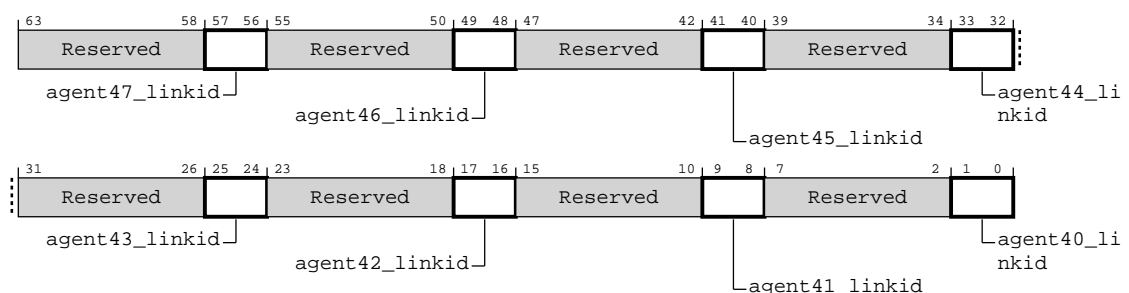 63 58 57 56 55 50 49 48 47 42 41 40 39 34 33 32
Reserved Reserved Reserved Reserved
agent47_linkid
agent46_linkid
agent45_linkid
agent44_li
nkid
31 26 25 24 23 18 17 16 15 10 9 8 7 2 1 0
Reserved Reserved Reserved Reserved
agent43_linkid
agent42_linkid
agent41_linkid
agent40_li
nkid